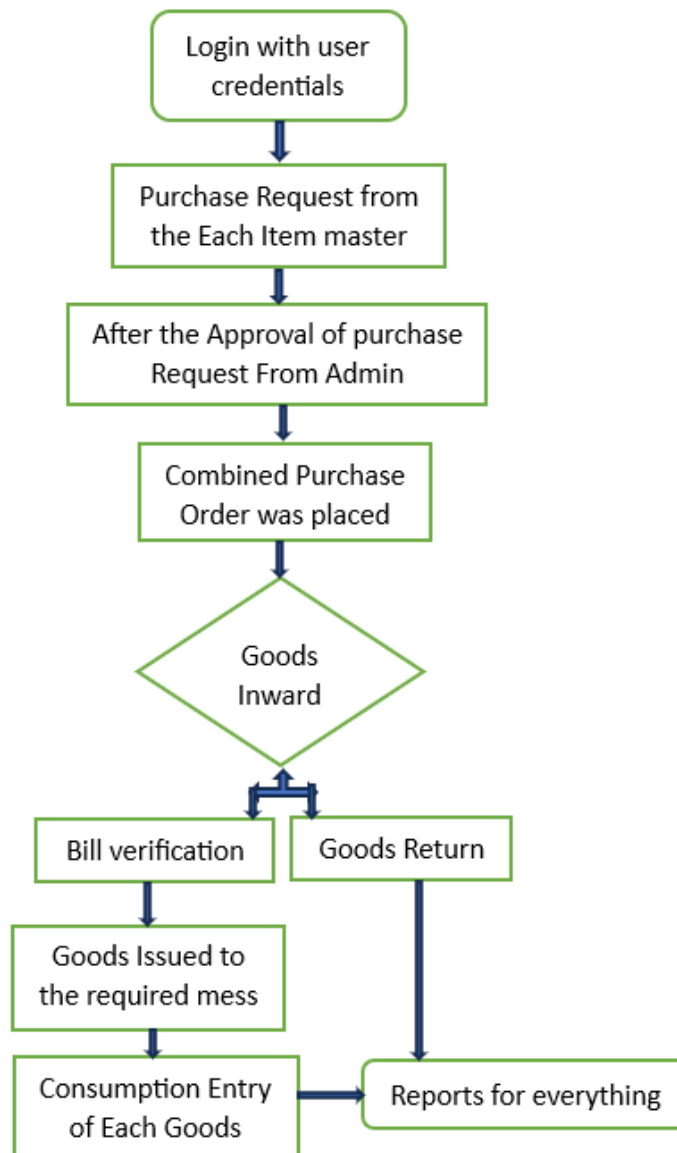 Login with user
credentials
Purchase Request from
the Each Item master
After the Approval of purchase
Request From Admin
Combined Purchase
Order was placed
Goods
Inward
Bill verification
Goods Return
Goods Issued to
the required mess
Consumption Entry
of Each Goods
Reports for everything